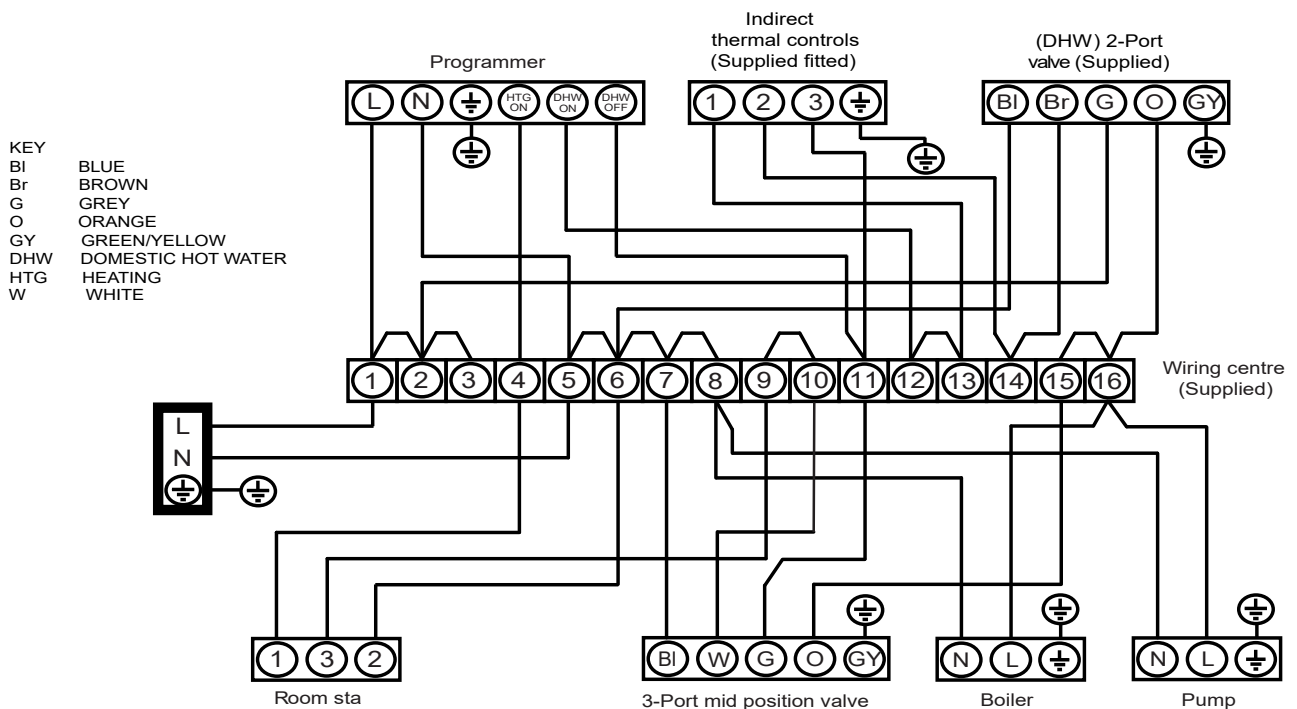 Indirect
thermal controls
(Supplied fitted)
(DHW) 2-Port
valve (Supplied)
Programmer
L N HTG ON DHW ON DHW OFF
1 2 3
Bl Br G O GY
KEY
Bl BLUE
Br BROWN
G GREY
O ORANGE
GY GREEN/YELLOW
DHW DOMESTIC HOT WATER
HTG HEATING
W WHITE
1 2 3 4 5 6 7 8 9 10 11 12 13 14 15 16
Wiring centre
(Supplied)
L
N
1 3 2
Room sta
Bl W G O GY
3-Port mid position valve
N L
Boiler
N L
Pump